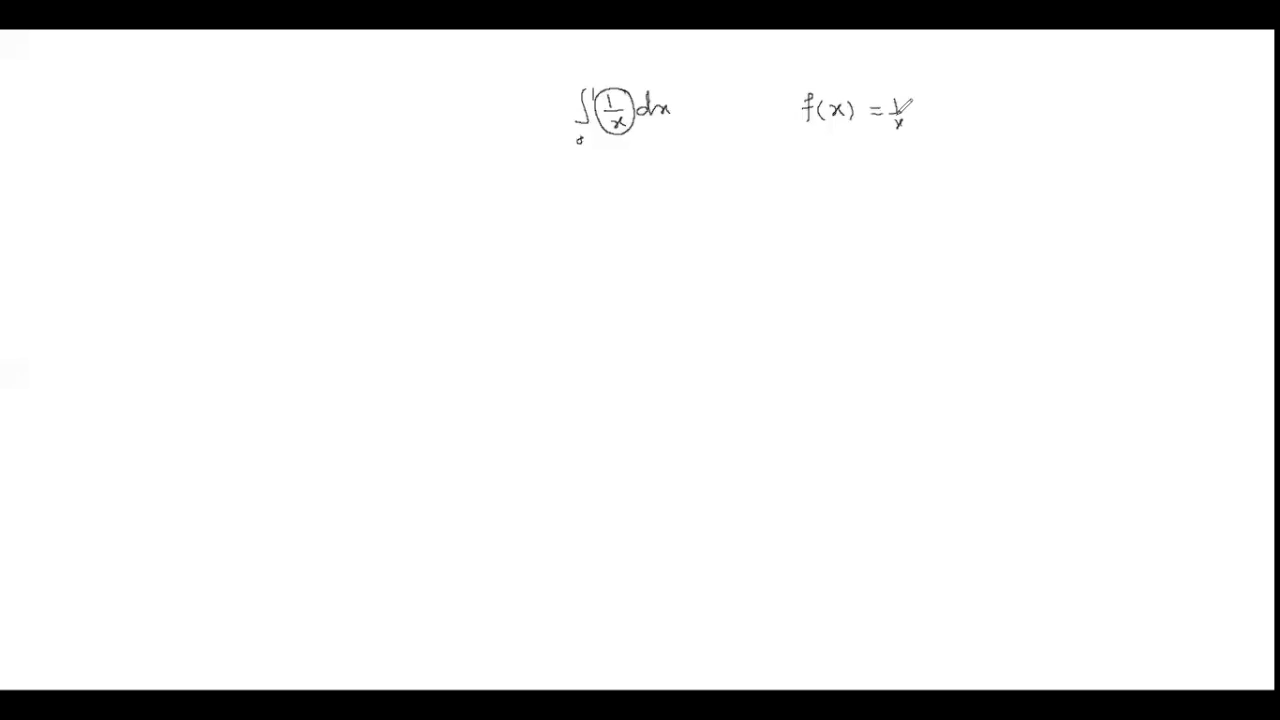 ∫₀¹ 1/x dx f(x) = 1/x